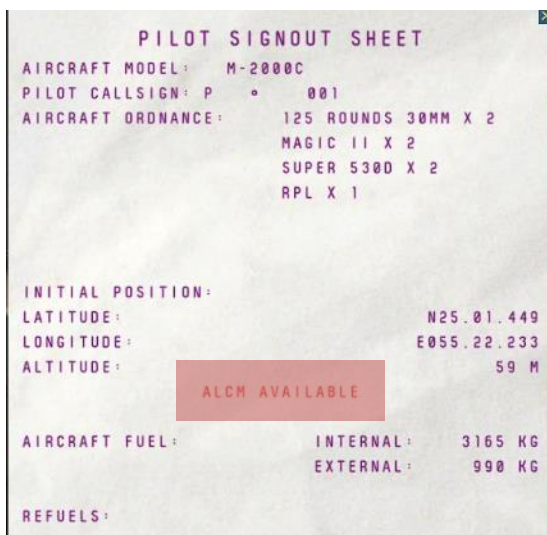 PILOT SIGNOUT SHEET
AIRCRAFT MODEL: M-2000C
PILOT CALLSIGN: P ° 001
AIRCRAFT ORDNANCE: 125 ROUNDS 30MM X 2
MAGIC II X 2
SUPER 530D X 2
RPL X 1
INITIAL POSITION:
LATITUDE: N25.01.449
LONGITUDE: E055.22.233
ALTITUDE: 59 M
ALCM AVAILABLE
AIRCRAFT FUEL: INTERNAL: 3165 KG
EXTERNAL: 990 KG
REFUELS: